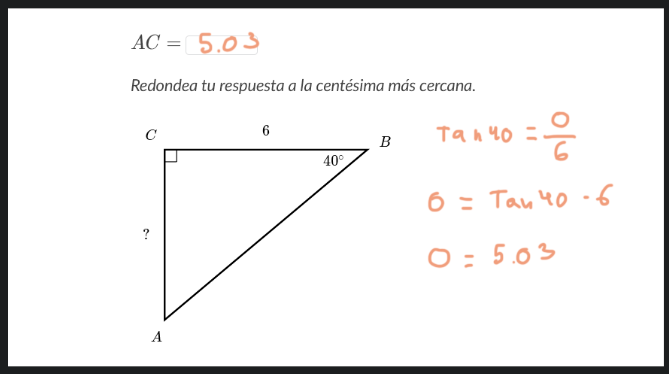 AC = 5.03
Redondea tu respuesta a la centésima más cercana.
C
6
B
40°
?
A
Tan 40 = O/6
O = Tan 40 · 6
O = 5.03